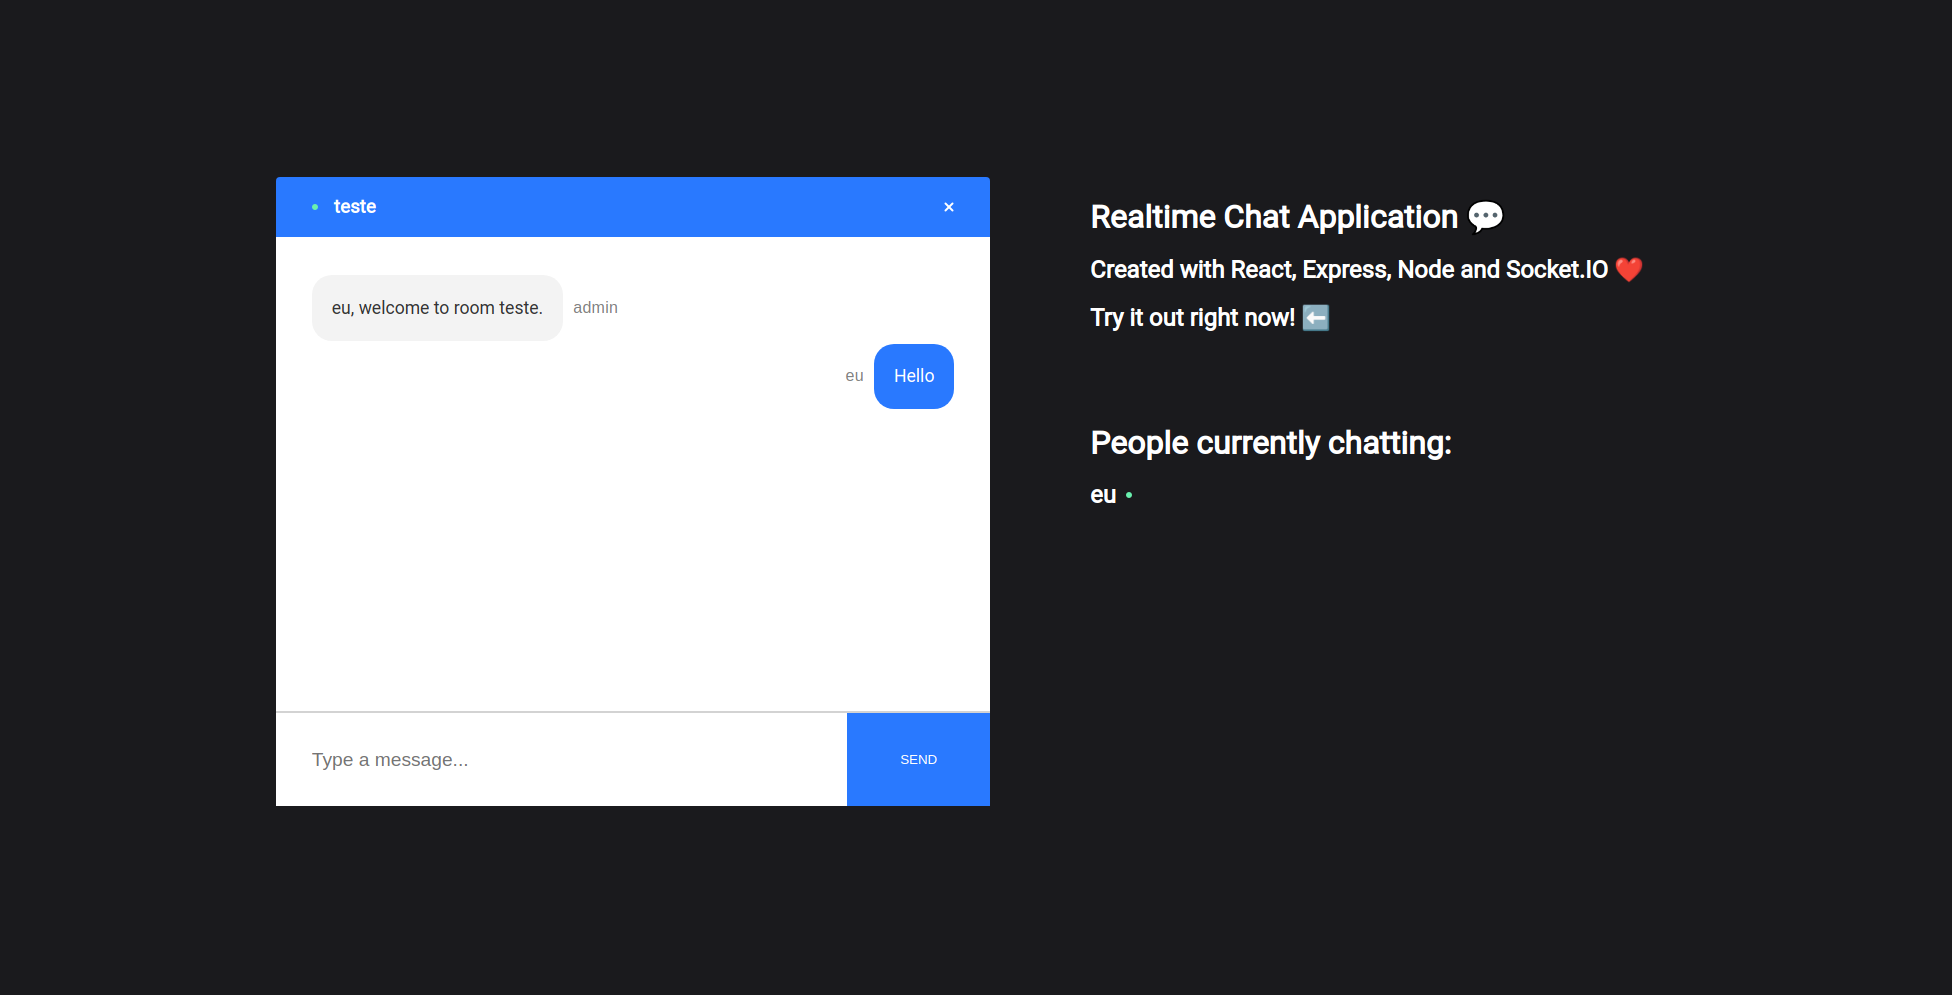 teste
×
eu, welcome to room teste. admin
eu Hello
Type a message...
SEND
Realtime Chat Application 💬
Created with React, Express, Node and Socket.IO ❤️
Try it out right now! ⬅️
People currently chatting:
eu